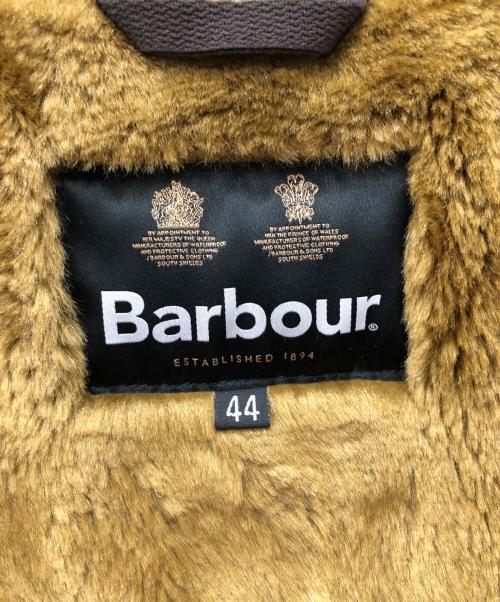 BY APPOINTMENT TO
HER MAJESTY THE QUEEN
MANUFACTURERS OF WATERPROOF
AND PROTECTIVE CLOTHING
J.BARBOUR & SONS LTD
SOUTH SHIELDS
BY APPOINTMENT TO
HRH THE PRINCE OF WALES
MANUFACTURERS OF WATERPROOF
AND PROTECTIVE CLOTHING
J.BARBOUR & SONS LTD
SOUTH SHIELDS
Barbour®
ESTABLISHED 1894
44